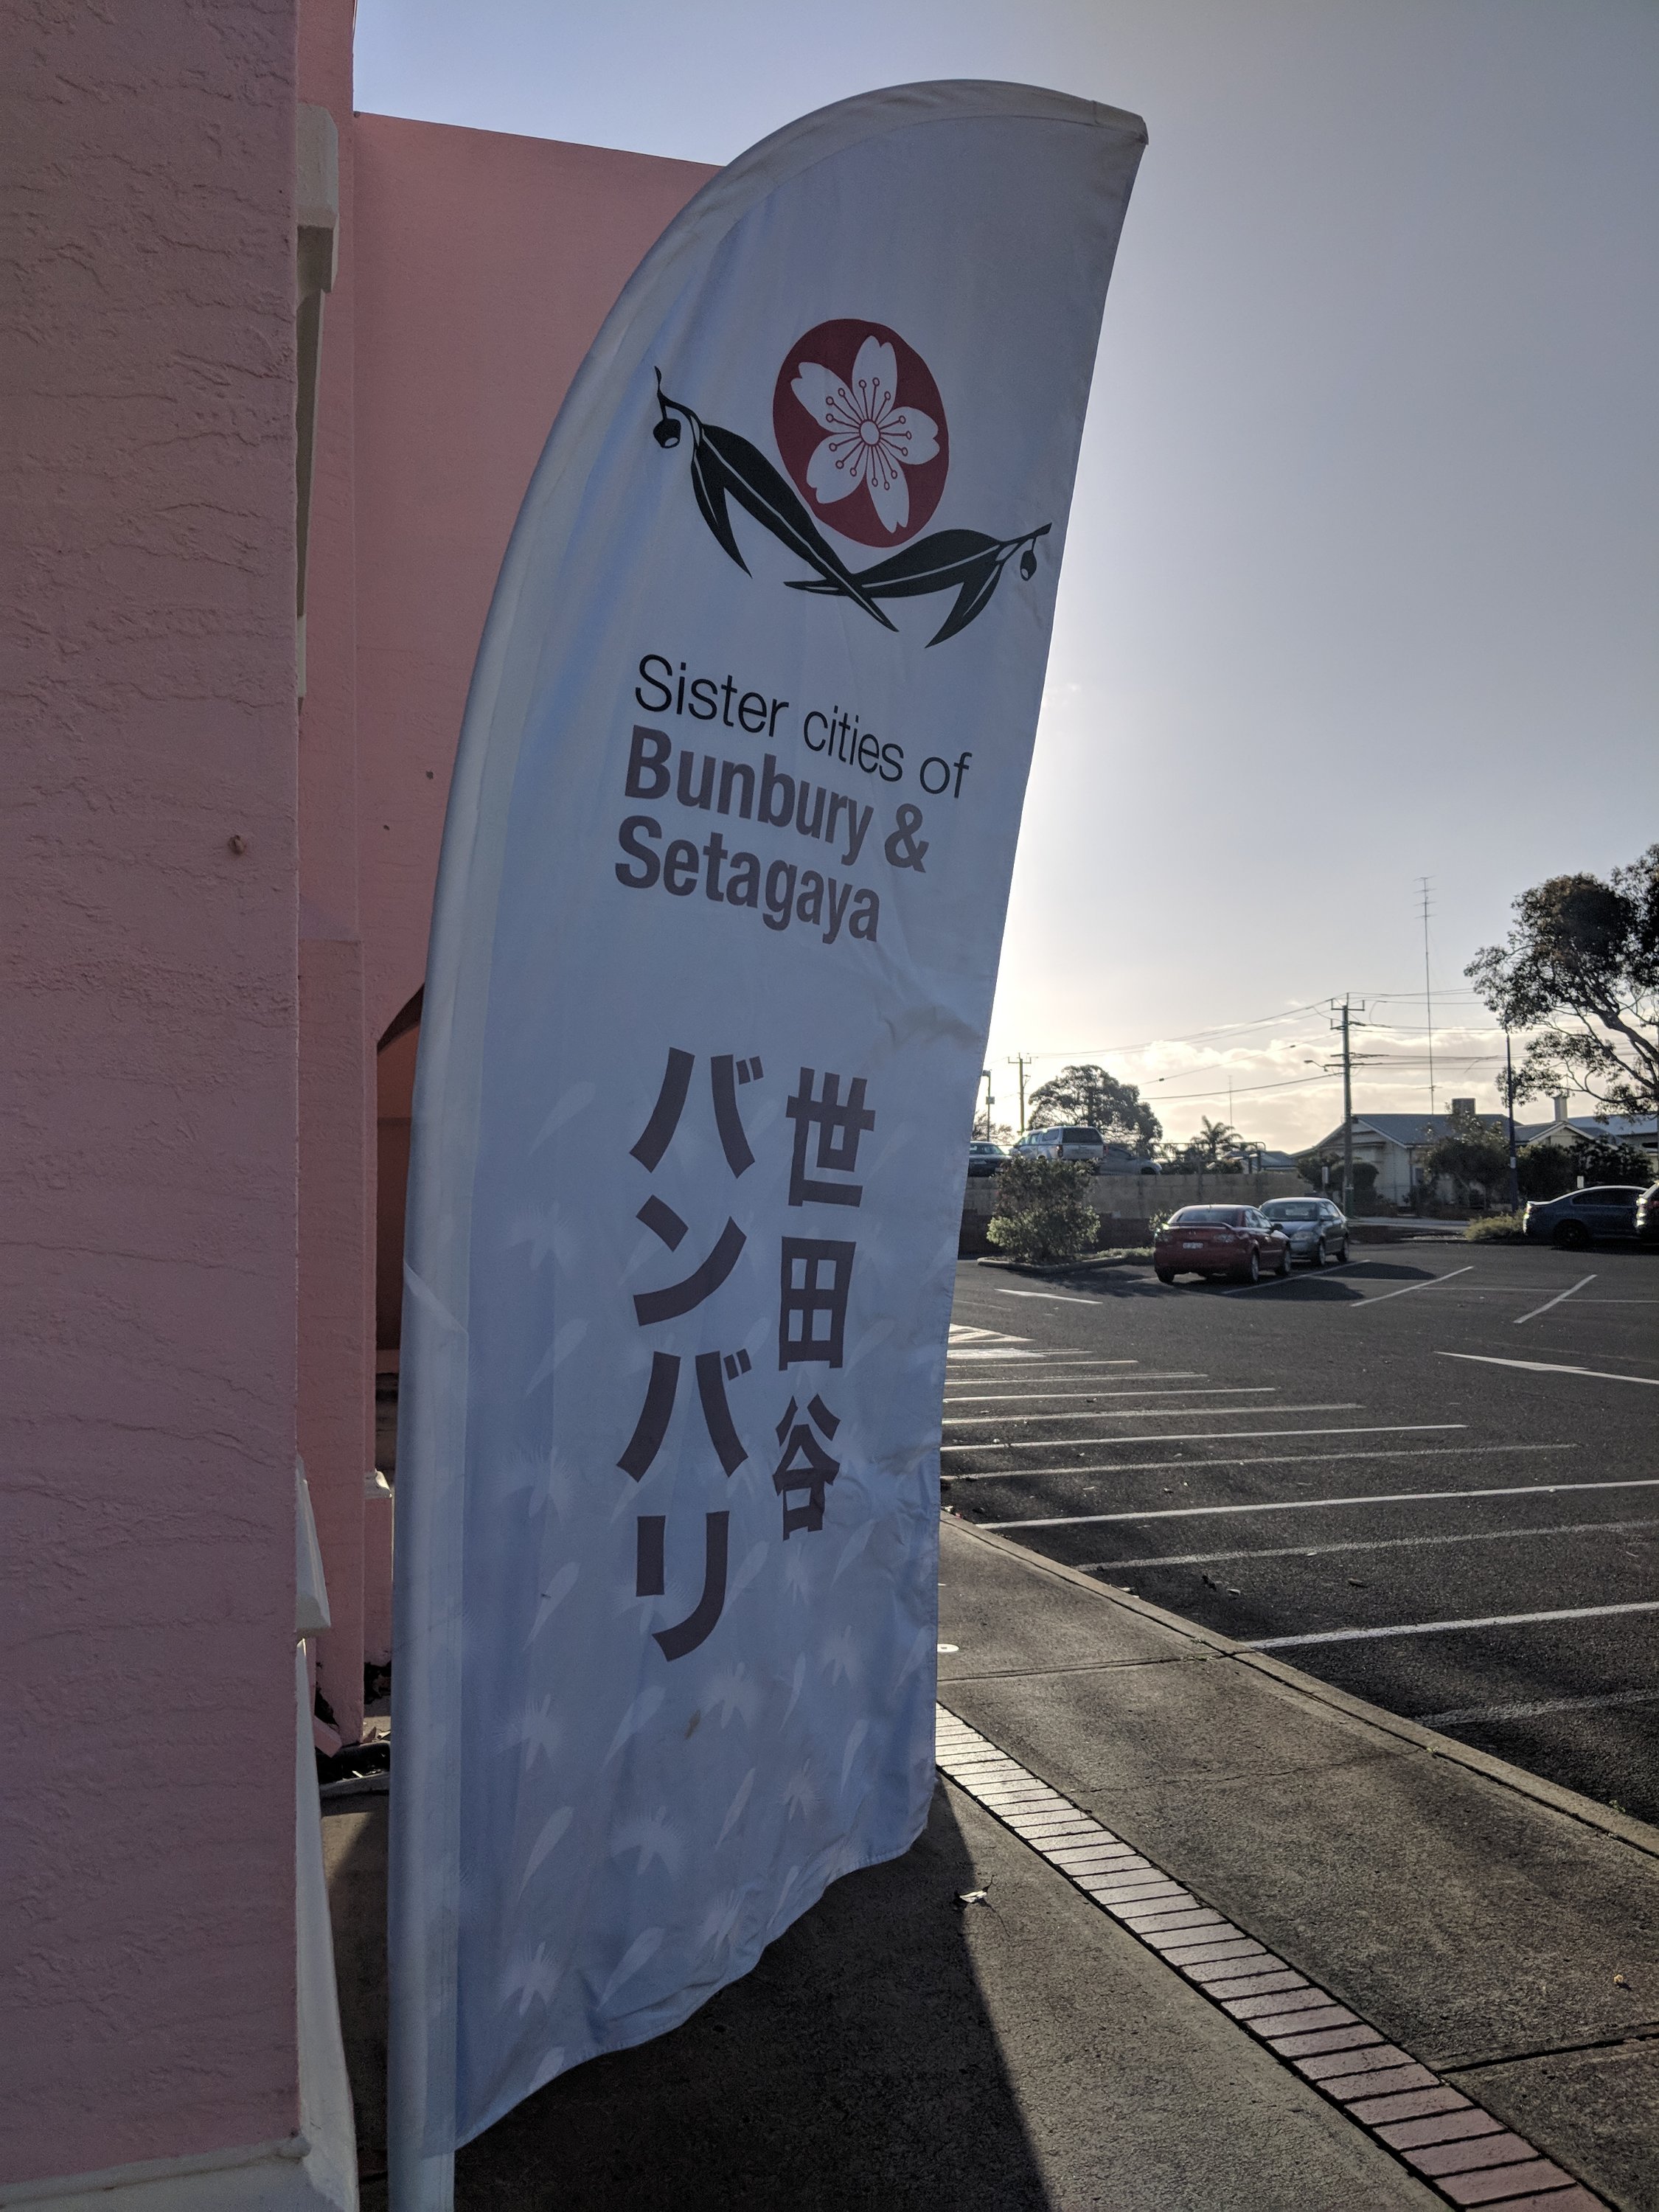 Sister cities of
Bunbury &
Setagaya
世田谷
バンバリ